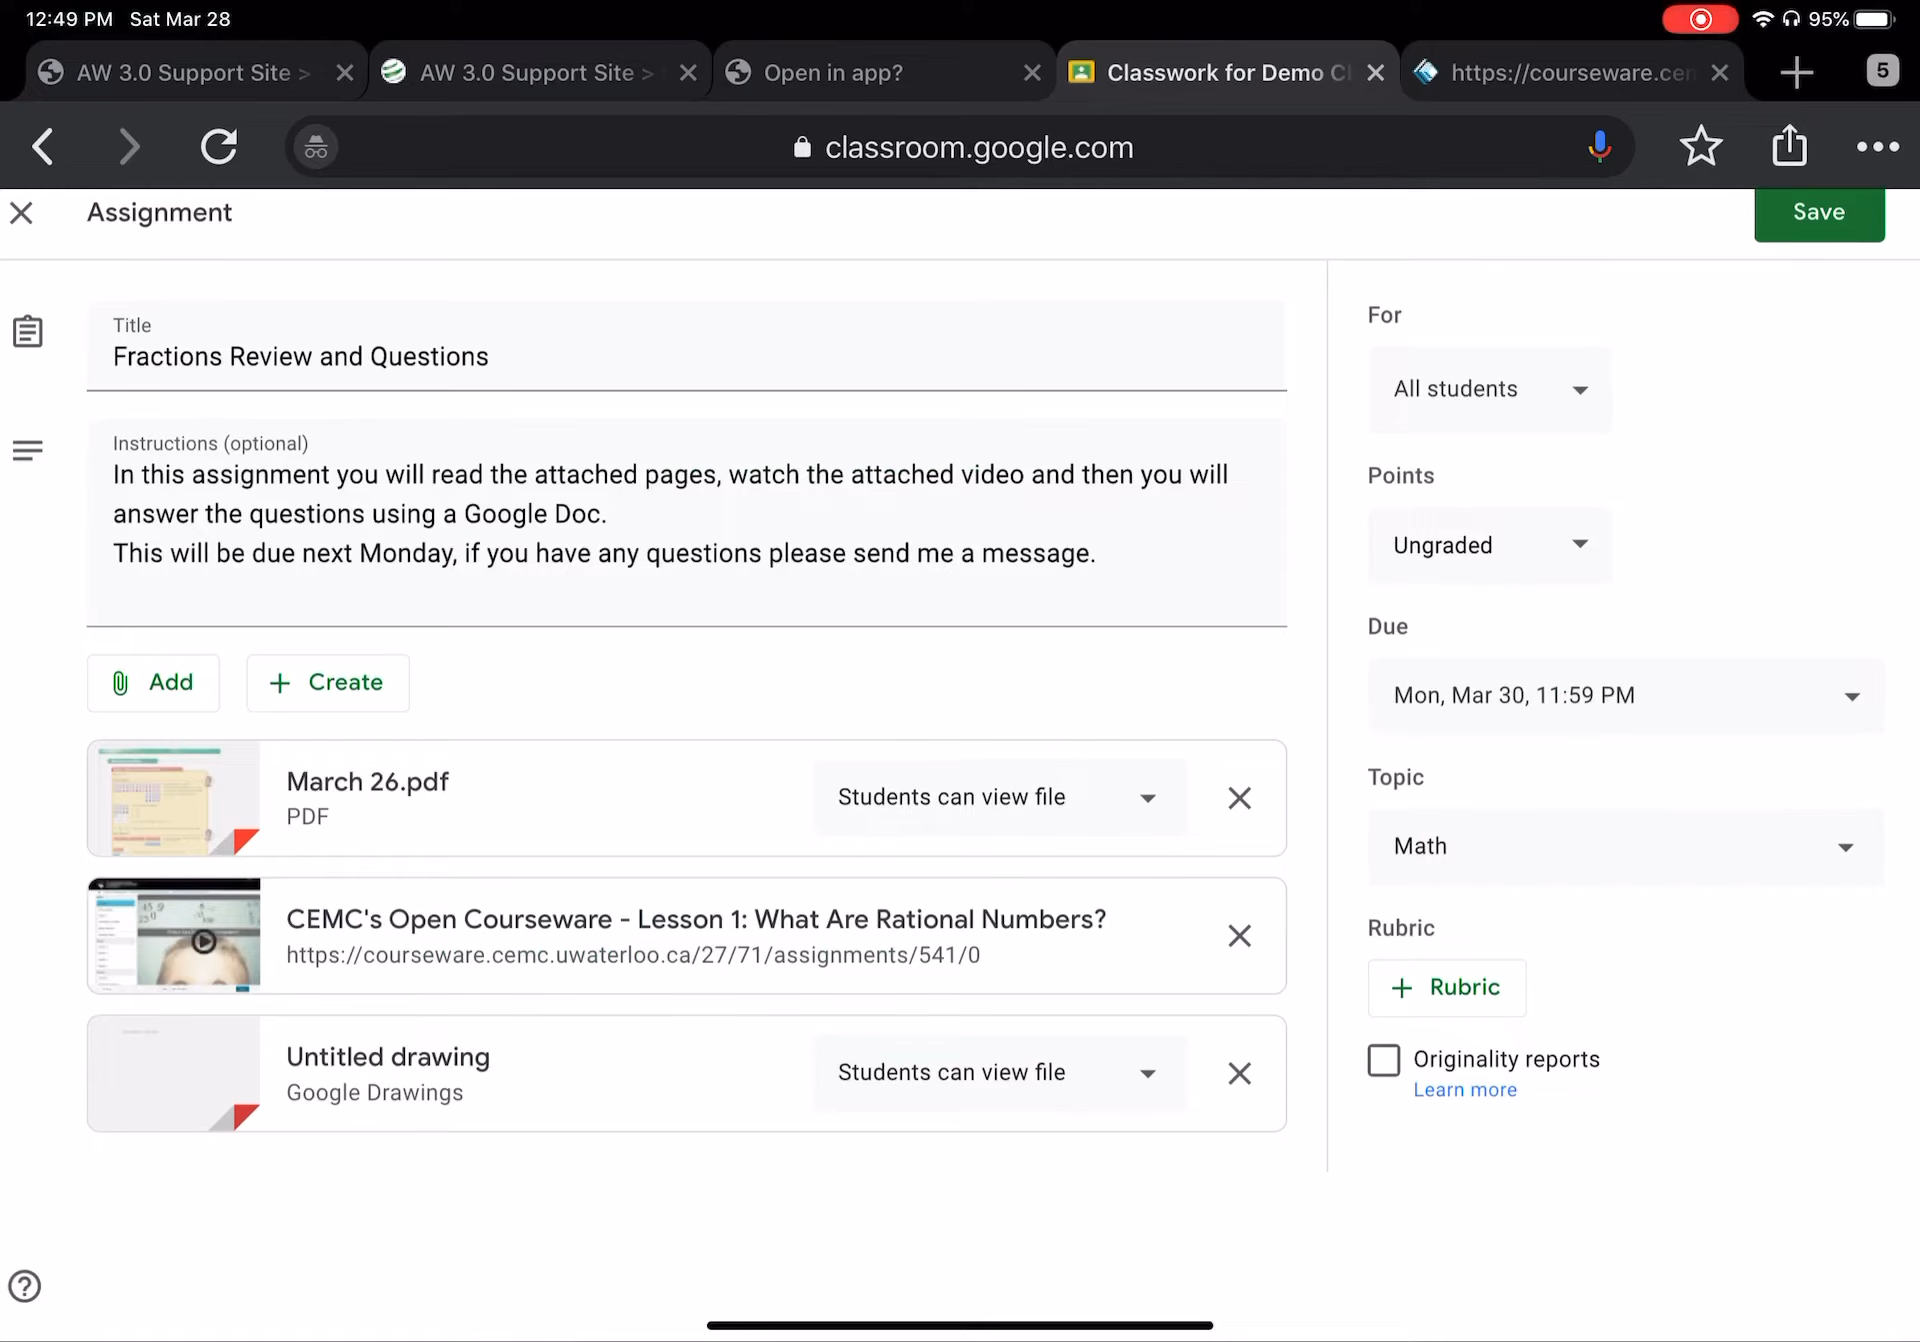 12:49 PM Sat Mar 28
95%
AW 3.0 Support Site >
AW 3.0 Support Site >
Open in app?
Classwork for Demo Cl
https://courseware.cen
5
classroom.google.com
Assignment
Save
Title
Fractions Review and Questions
Instructions (optional)
In this assignment you will read the attached pages, watch the attached video and then you will
answer the questions using a Google Doc.
This will be due next Monday, if you have any questions please send me a message.
Add
Create
March 26.pdf
PDF
Students can view file
CEMC's Open Courseware - Lesson 1: What Are Rational Numbers?
https://courseware.cemc.uwaterloo.ca/27/71/assignments/541/0
Untitled drawing
Google Drawings
Students can view file
For
All students
Points
Ungraded
Due
Mon, Mar 30, 11:59 PM
Topic
Math
Rubric
Rubric
Originality reports
Learn more